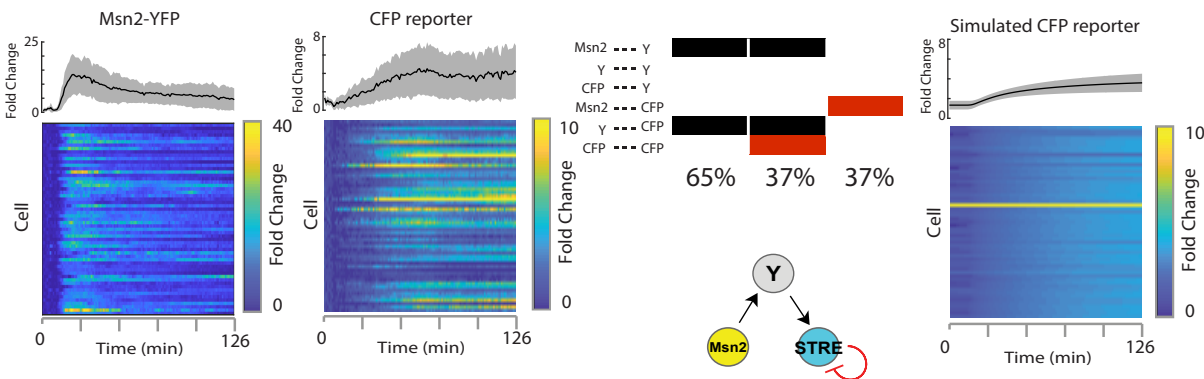 Msn2-YFP
25
0
Fold Change
Cell
40
0
Fold Change
0
126
Time (min)
CFP reporter
8
0
Fold Change
Cell
10
0
Fold Change
0
126
Time (min)
Msn2 --- Y
Y --- Y
CFP --- Y
Msn2 --- CFP
Y --- CFP
CFP --- CFP
65% 37% 37%
Y
Msn2
STRE
Simulated CFP reporter
8
0
Fold Change
Cell
10
0
Fold Change
0
126
Time (min)